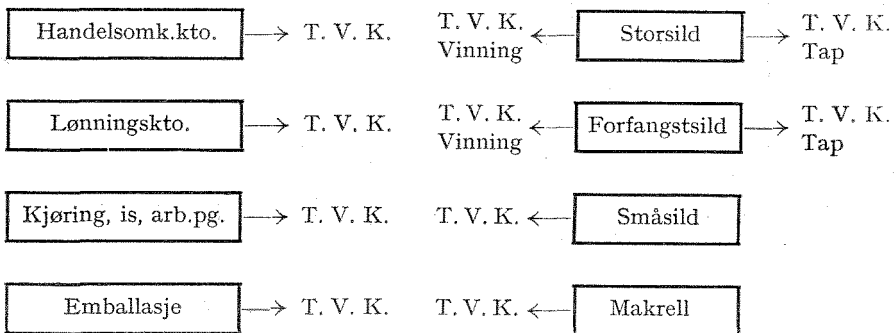 Handelsomk.kto. → T. V. K.
T. V. K. Vinning ← Storsild → T. V. K. Tap
Lønningskto. → T. V. K.
T. V. K. Vinning ← Forfangstsild → T. V. K. Tap
Kjøring, is, arb.pg. → T. V. K.
T. V. K. ← Småsild
Emballasje → T. V. K.
T. V. K. ← Makrell